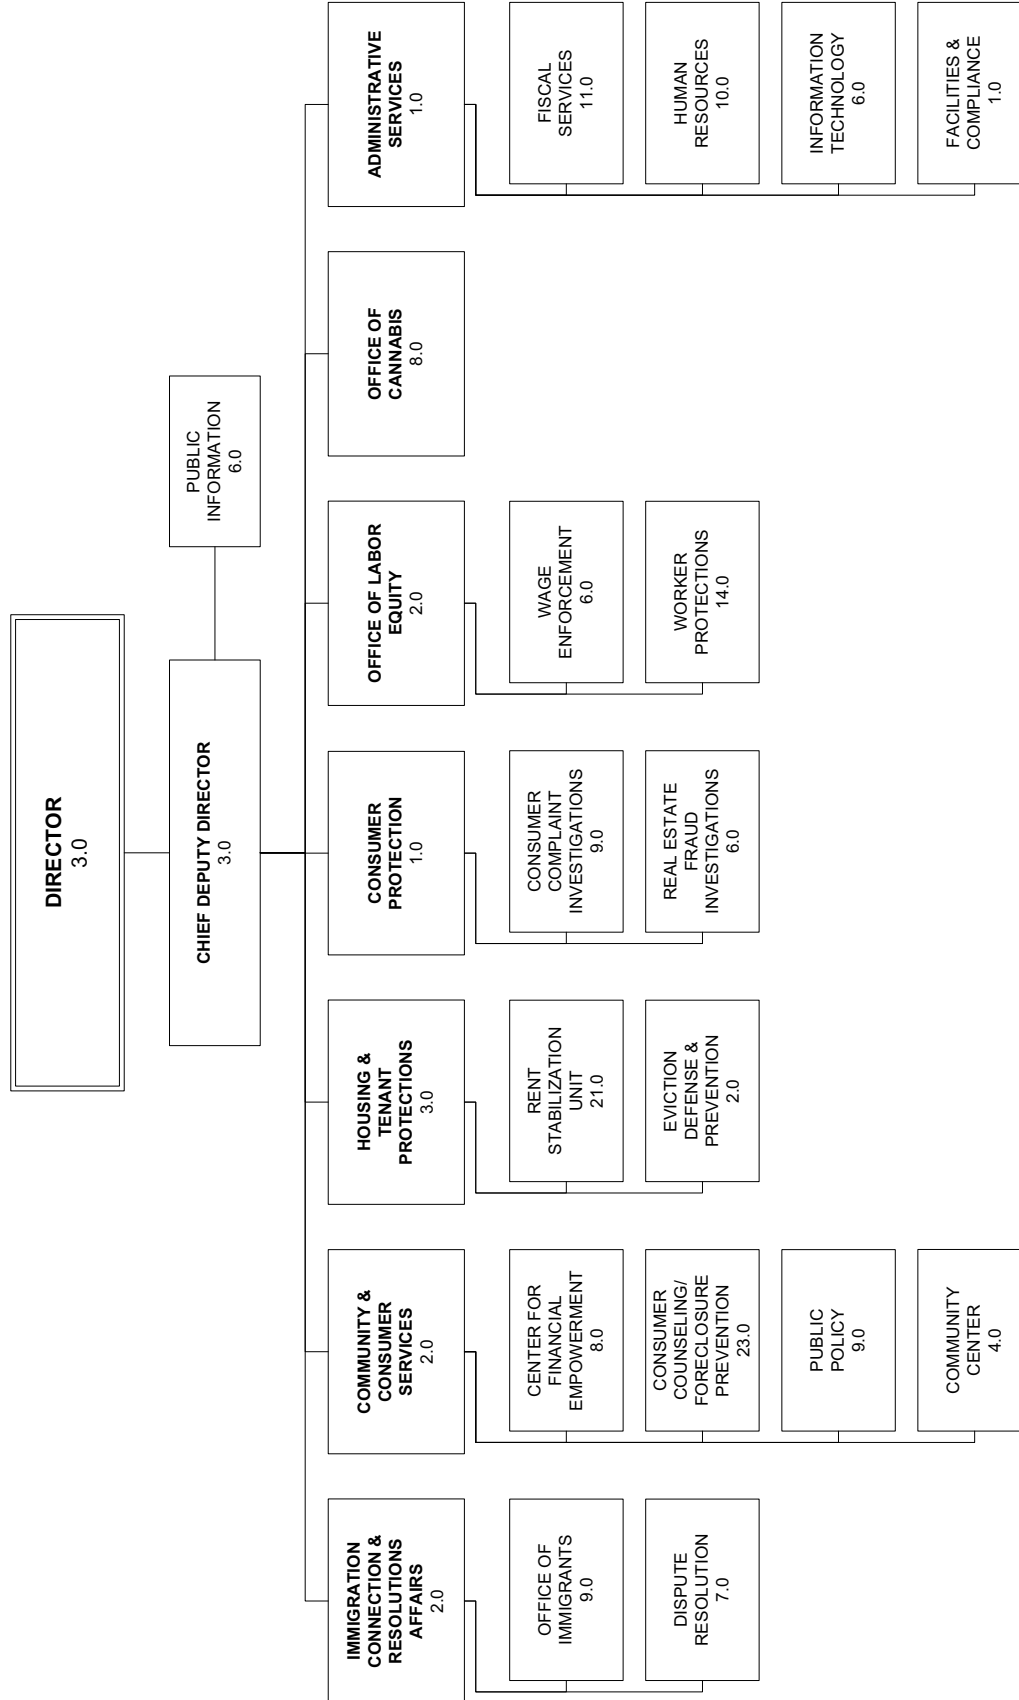 DIRECTOR
3.0
CHIEF DEPUTY DIRECTOR
3.0
PUBLIC
INFORMATION
6.0
IMMIGRATION
CONNECTION &
RESOLUTIONS
AFFAIRS
2.0
OFFICE OF
IMMIGRANTS
9.0
DISPUTE
RESOLUTION
7.0
COMMUNITY &
CONSUMER
SERVICES
2.0
CENTER FOR
FINANCIAL
EMPOWERMENT
8.0
CONSUMER
COUNSELING/
FORECLOSURE
PREVENTION
23.0
PUBLIC
POLICY
9.0
COMMUNITY
CENTER
4.0
HOUSING &
TENANT
PROTECTIONS
3.0
RENT
STABILIZATION
UNIT
21.0
EVICTION
DEFENSE &
PREVENTION
2.0
CONSUMER
PROTECTION
1.0
CONSUMER
COMPLAINT
INVESTIGATIONS
9.0
REAL ESTATE
FRAUD
INVESTIGATIONS
6.0
OFFICE OF LABOR
EQUITY
2.0
WAGE
ENFORCEMENT
6.0
WORKER
PROTECTIONS
14.0
OFFICE OF
CANNABIS
8.0
ADMINISTRATIVE
SERVICES
1.0
FISCAL
SERVICES
11.0
HUMAN
RESOURCES
10.0
INFORMATION
TECHNOLOGY
6.0
FACILITIES &
COMPLIANCE
1.0